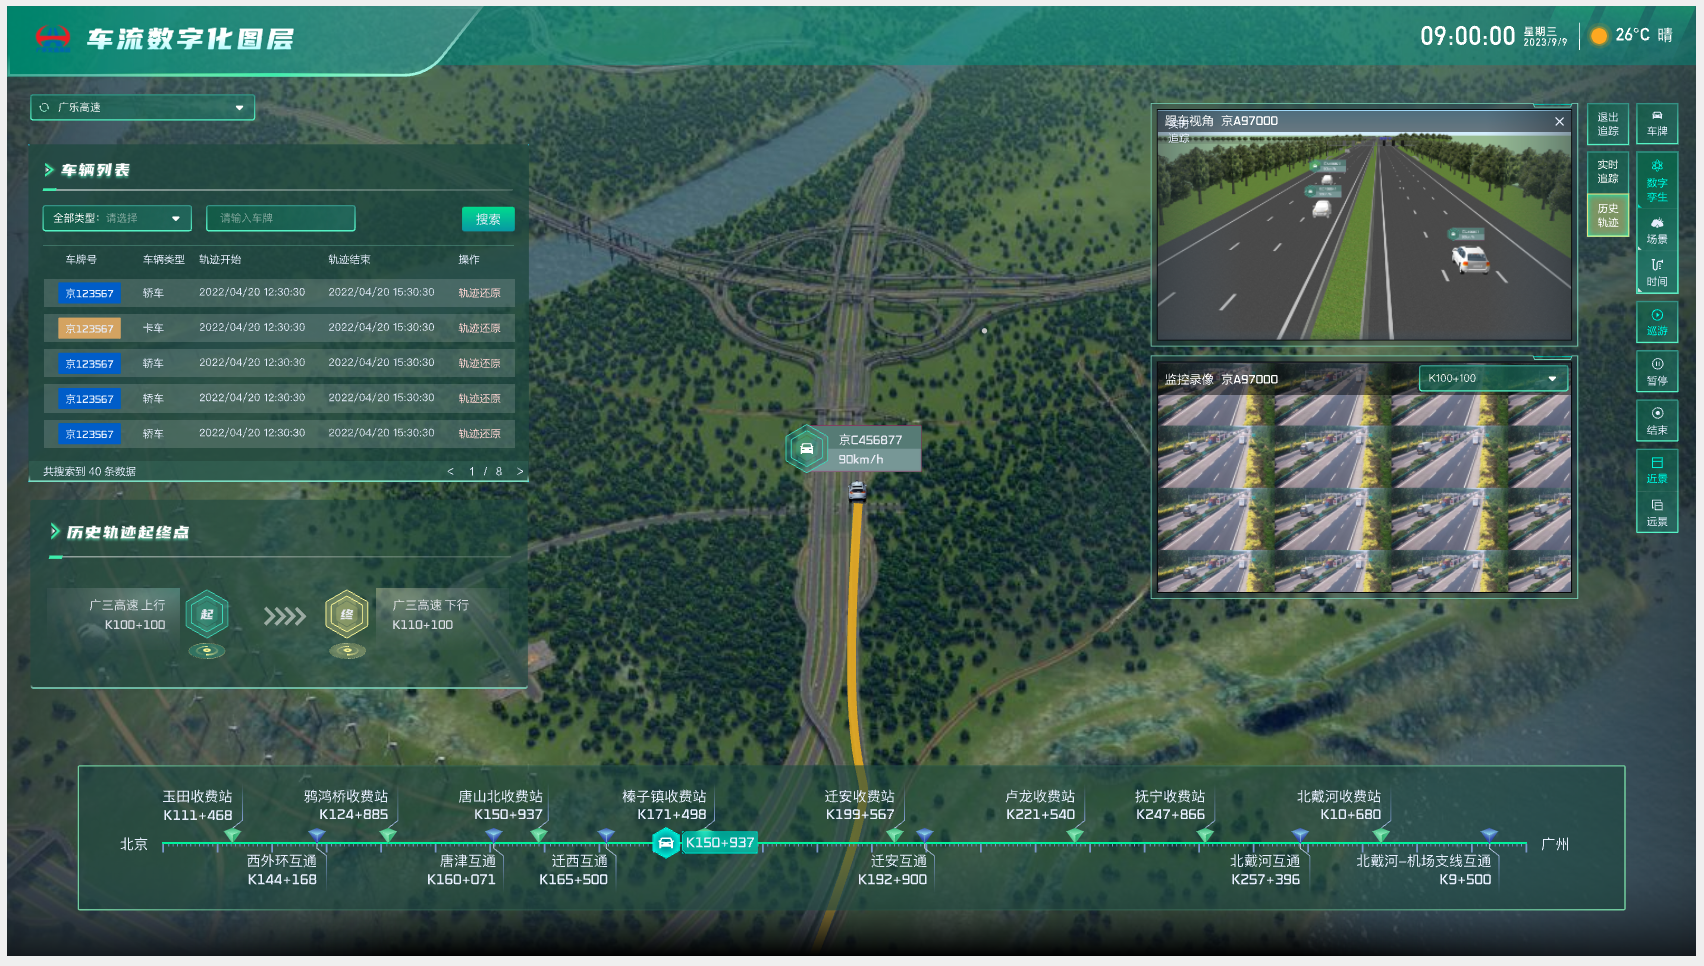 车流数字化图层
09:00:00
星期三
2023/9/9
26°C 晴
广乐高速
车辆列表
全部类型: 请选择
请输入车牌
搜索
车牌号 车辆类型 轨迹开始 轨迹结束 操作
京123567 轿车 2022/04/20 12:30:30 2022/04/20 15:30:30 轨迹还原
京123567 卡车 2022/04/20 12:30:30 2022/04/20 15:30:30 轨迹还原
京123567 轿车 2022/04/20 12:30:30 2022/04/20 15:30:30 轨迹还原
京123567 轿车 2022/04/20 12:30:30 2022/04/20 15:30:30 轨迹还原
京123567 轿车 2022/04/20 12:30:30 2022/04/20 15:30:30 轨迹还原
共搜索到 40 条数据
< 1 / 8 >
历史轨迹起终点
广三高速 上行
K100+100
起
终
广三高速 下行
K110+100
京C456877
90km/h
跟车视角 京A97000
实时
追踪
监控录像 京A97000
K100+100
退出
追踪
实时
追踪
历史
轨迹
车牌
数字
孪生
场景
时间
巡游
暂停
结束
近景
远景
玉田收费站
K111+468
鸦鸿桥收费站
K124+885
唐山北收费站
K150+937
榛子镇收费站
K171+498
迁安收费站
K199+567
卢龙收费站
K221+540
抚宁收费站
K247+866
北戴河收费站
K10+680
北京
K150+937
广州
西外环互通
K144+168
唐津互通
K160+071
迁西互通
K165+500
迁安互通
K192+900
北戴河互通
K257+396
北戴河-机场支线互通
K9+500